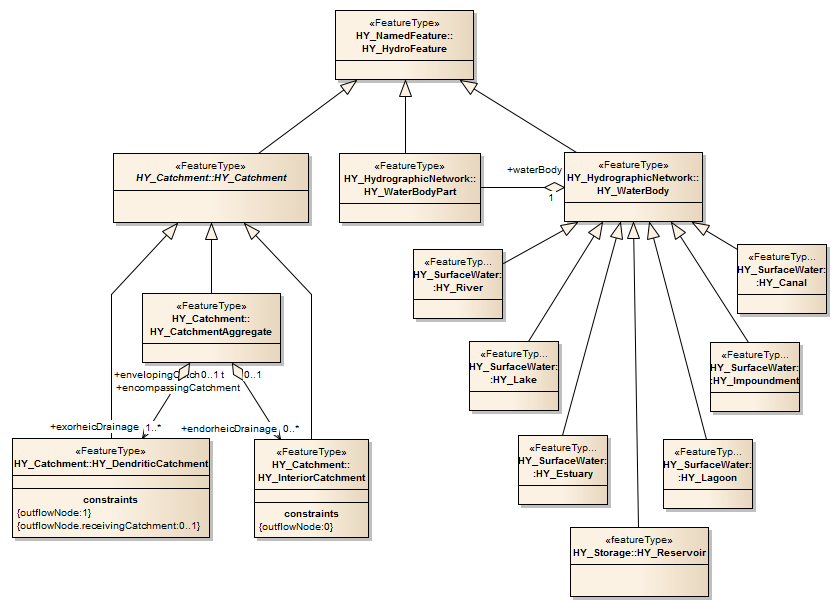 «FeatureType»
HY_NamedFeature::
HY_HydroFeature
«FeatureType»
HY_Catchment::HY_Catchment
«FeatureType»
HY_HydrographicNetwork::
HY_WaterBodyPart
+waterBody
1
«FeatureType»
HY_HydrographicNetwork::
HY_WaterBody
«FeatureTyp...
HY_SurfaceWater:
:HY_River
«FeatureTyp...
HY_SurfaceWater:
:HY_Canal
«FeatureType»
HY_Catchment::
HY_CatchmentAggregate
«FeatureTyp...
HY_SurfaceWater:
:HY_Lake
«FeatureTyp...
HY_SurfaceWater:
:HY_Impoundment
+envelopingCatch 0..1 t
0..1
+encompassingCatchment
+exorheicDrainage 1..*
+endorheicDrainage 0..*
«FeatureType»
HY_Catchment::HY_DendriticCatchment
constraints
{outflowNode:1}
{outflowNode.receivingCatchment:0..1}
«FeatureType»
HY_Catchment::
HY_InteriorCatchment
constraints
{outflowNode:0}
«FeatureTyp...
HY_SurfaceWater:
:HY_Estuary
«FeatureTyp...
HY_SurfaceWater:
:HY_Lagoon
«featureType»
HY_Storage::HY_Reservoir